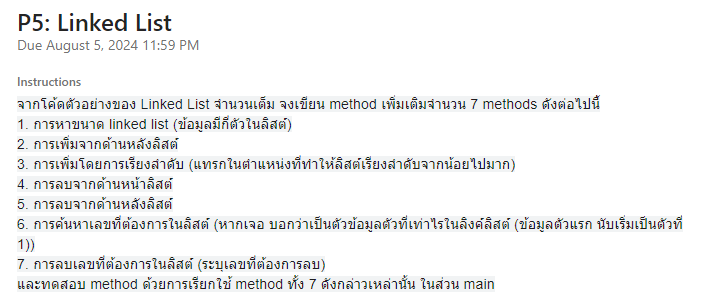 P5: Linked List
Due August 5, 2024 11:59 PM
Instructions
จากโค้ดตัวอย่างของ Linked List จำนวนเต็ม จงเขียน method เพิ่มเติมจำนวน 7 methods ดังต่อไปนี้
1. การหาขนาด linked list (ข้อมูลมีกี่ตัวในลิสต์)
2. การเพิ่มจากด้านหลังลิสต์
3. การเพิ่มโดยการเรียงลำดับ (แทรกในตำแหน่งที่ทำให้ลิสต์เรียงลำดับจากน้อยไปมาก)
4. การลบจากด้านหน้าลิสต์
5. การลบจากด้านหลังลิสต์
6. การค้นหาเลขที่ต้องการในลิสต์ (หากเจอ บอกว่าเป็นตัวข้อมูลตัวที่เท่าไรในลิงค์ลิสต์ (ข้อมูลตัวแรก นับเริ่มเป็นตัวที่
1))
7. การลบเลขที่ต้องการในลิสต์ (ระบุเลขที่ต้องการลบ)
และทดสอบ method ด้วยการเรียกใช้ method ทั้ง 7 ดังกล่าวเหล่านั้น ในส่วน main